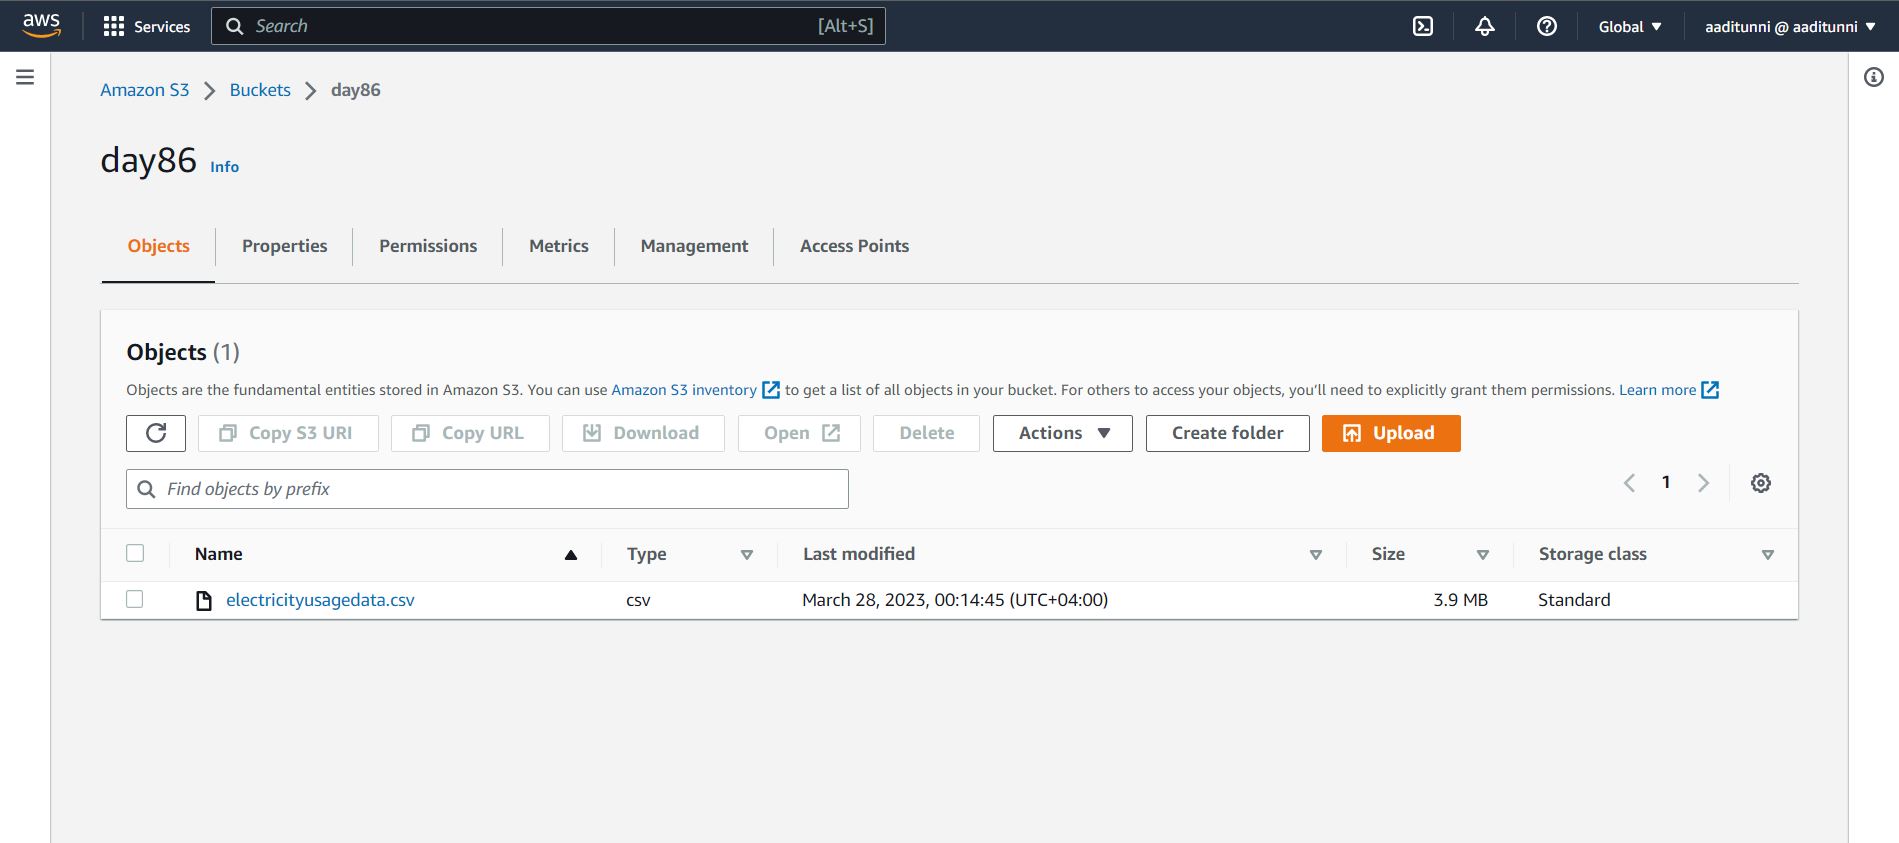 aws Services Search [Alt+S] Global aaditunni @ aaditunni
Amazon S3 Buckets day86
day86 Info
Objects Properties Permissions Metrics Management Access Points
Objects (1)
Objects are the fundamental entities stored in Amazon S3. You can use Amazon S3 inventory to get a list of all objects in your bucket. For others to access your objects, you'll need to explicitly grant them permissions. Learn more
Copy S3 URI Copy URL Download Open Delete Actions Create folder Upload
Find objects by prefix 1
Name Type Last modified Size Storage class
electricityusagedata.csv csv March 28, 2023, 00:14:45 (UTC+04:00) 3.9 MB Standard